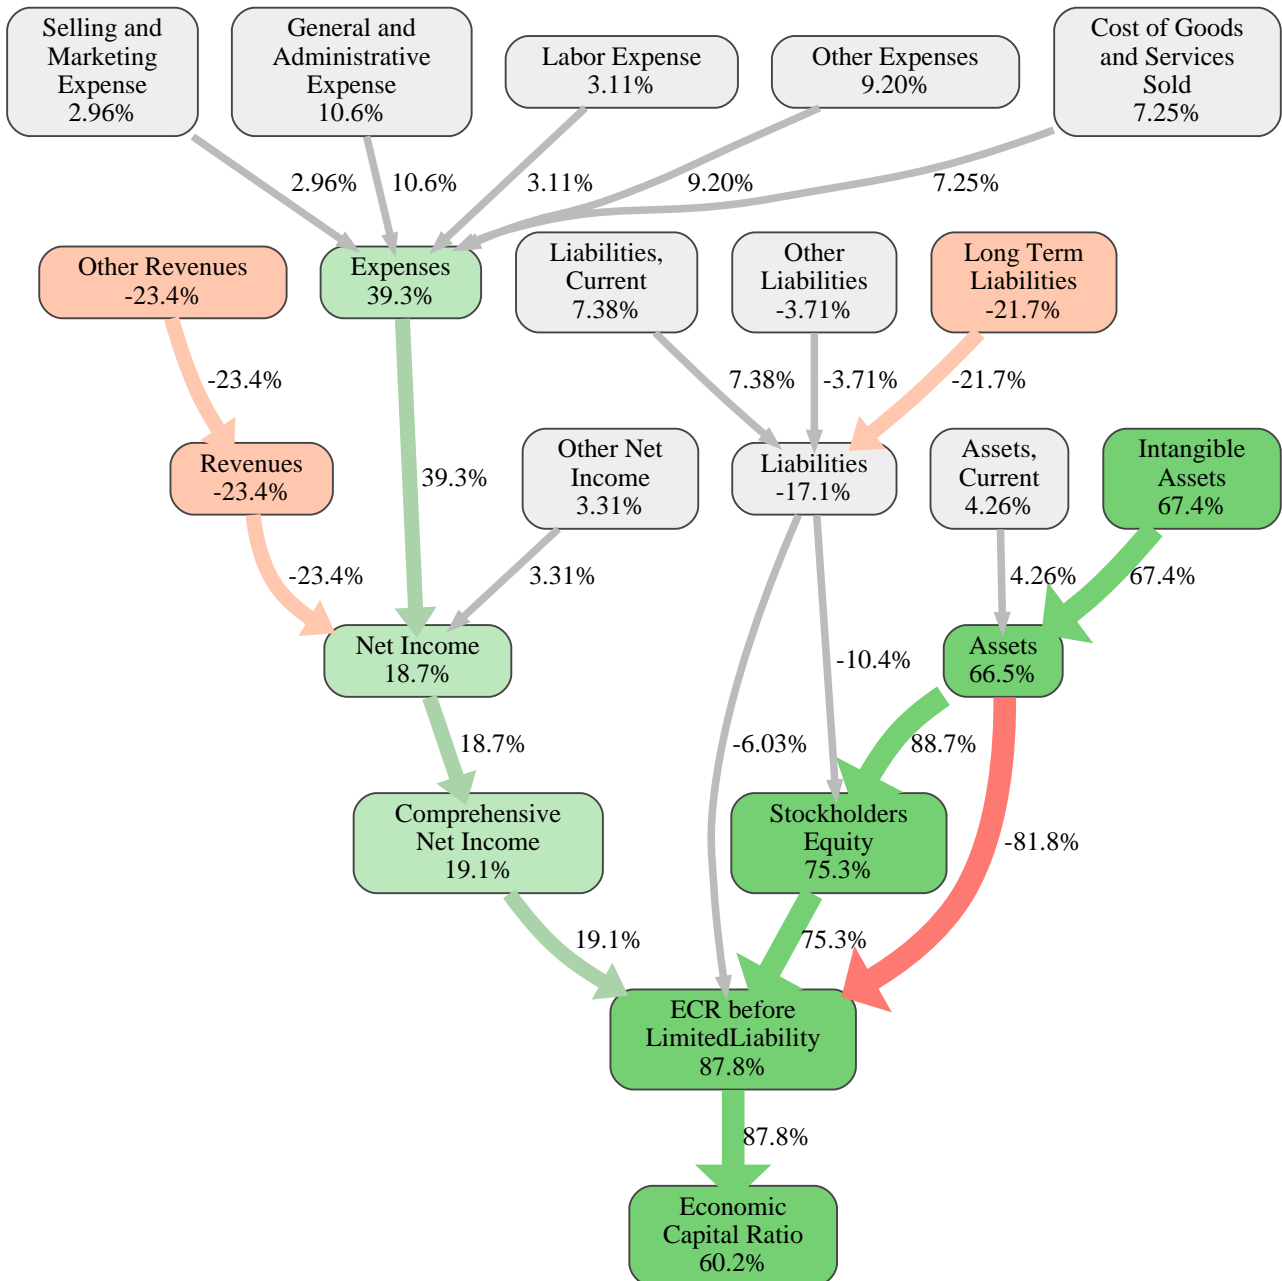 Selling and
Marketing
Expense
2.96%
General and
Administrative
Expense
10.6%
Labor Expense
3.11%
Other Expenses
9.20%
Cost of Goods
and Services
Sold
7.25%
2.96%
10.6%
3.11%
9.20%
7.25%
Other Revenues
-23.4%
Expenses
39.3%
Liabilities,
Current
7.38%
Other
Liabilities
-3.71%
Long Term
Liabilities
-21.7%
-23.4%
7.38%
-3.71%
-21.7%
Revenues
-23.4%
39.3%
Other Net
Income
3.31%
Liabilities
-17.1%
Assets,
Current
4.26%
Intangible
Assets
67.4%
-23.4%
3.31%
4.26%
67.4%
Net Income
18.7%
-10.4%
Assets
66.5%
18.7%
-6.03%
88.7%
Comprehensive
Net Income
19.1%
Stockholders
Equity
75.3%
-81.8%
19.1%
75.3%
ECR before
LimitedLiability
87.8%
87.8%
Economic
Capital Ratio
60.2%